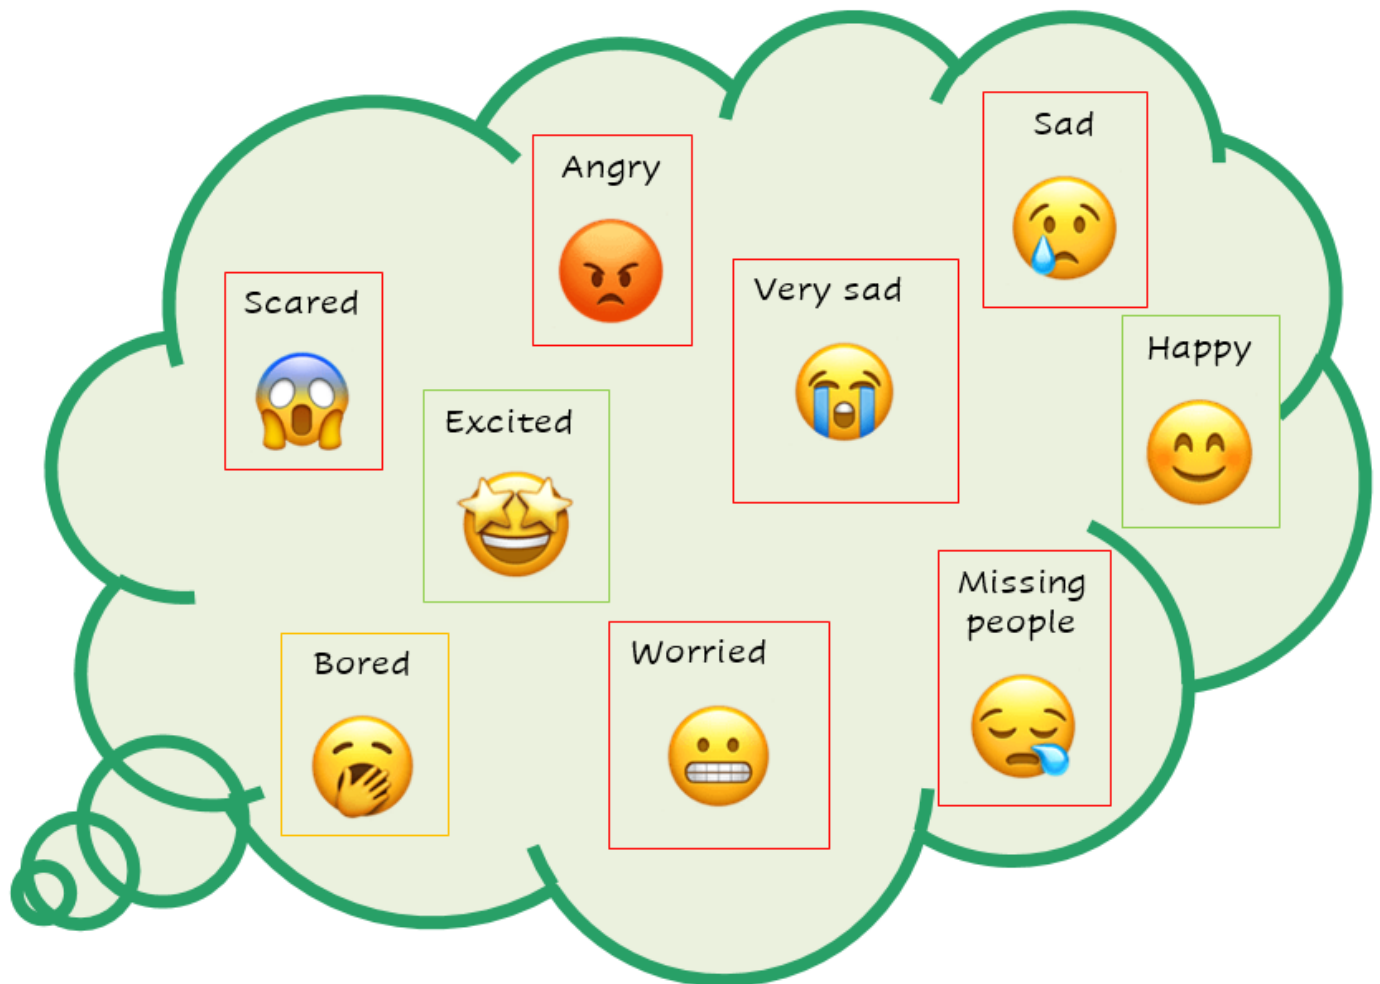 Sad
Angry
Very sad
Scared
Happy
Excited
Missing
people
Worried
Bored